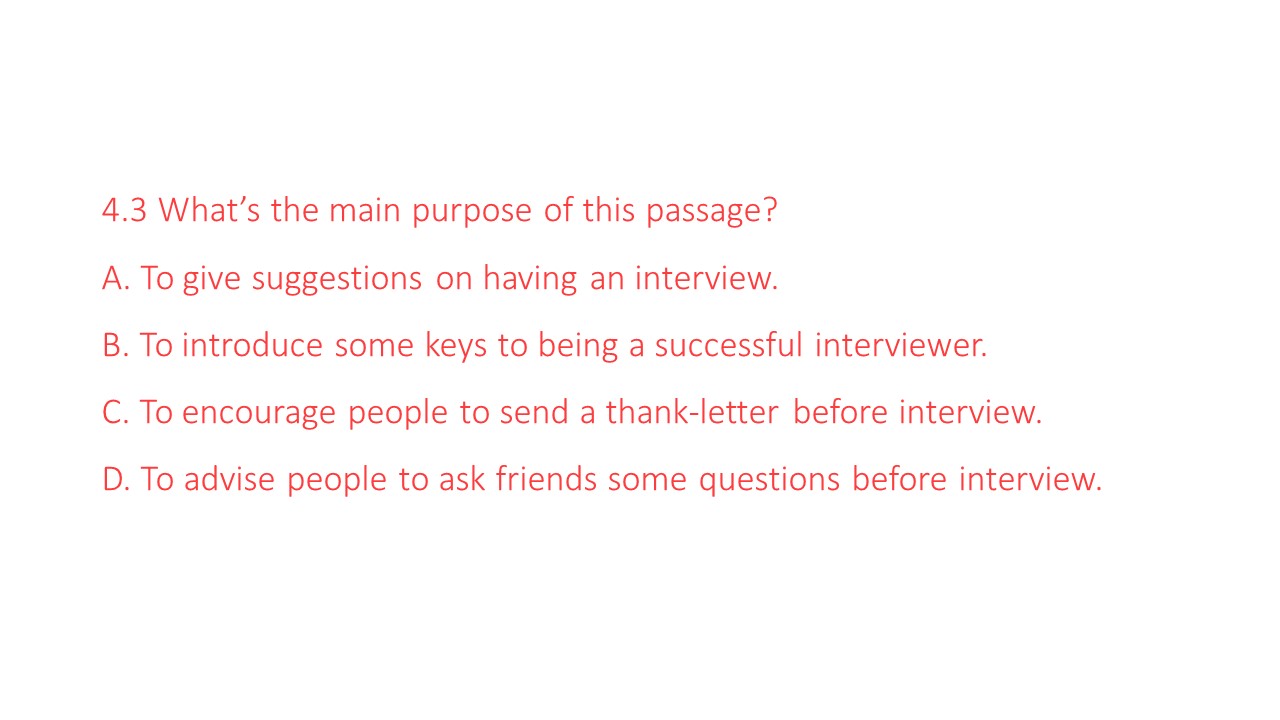 4.3 What’s the main purpose of this passage?
A. To give suggestions on having an interview.
B. To introduce some keys to being a successful interviewer.
C. To encourage people to send a thank-letter before interview.
D. To advise people to ask friends some questions before interview.